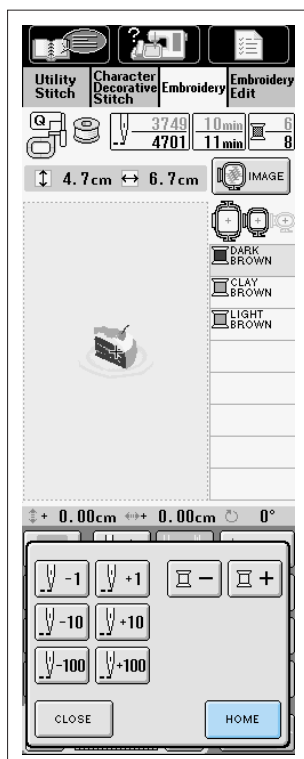 Utility Stitch
Character Decorative Stitch
Embroidery
Embroidery Edit
Q
3749
4701
10min
11min
6
8
4.7cm
6.7cm
IMAGE
DARK
BROWN
CLAY
BROWN
LIGHT
BROWN
+ 0.00cm
+ 0.00cm
0°
-1
+1
-
+
-10
+10
-100
+100
CLOSE
HOME